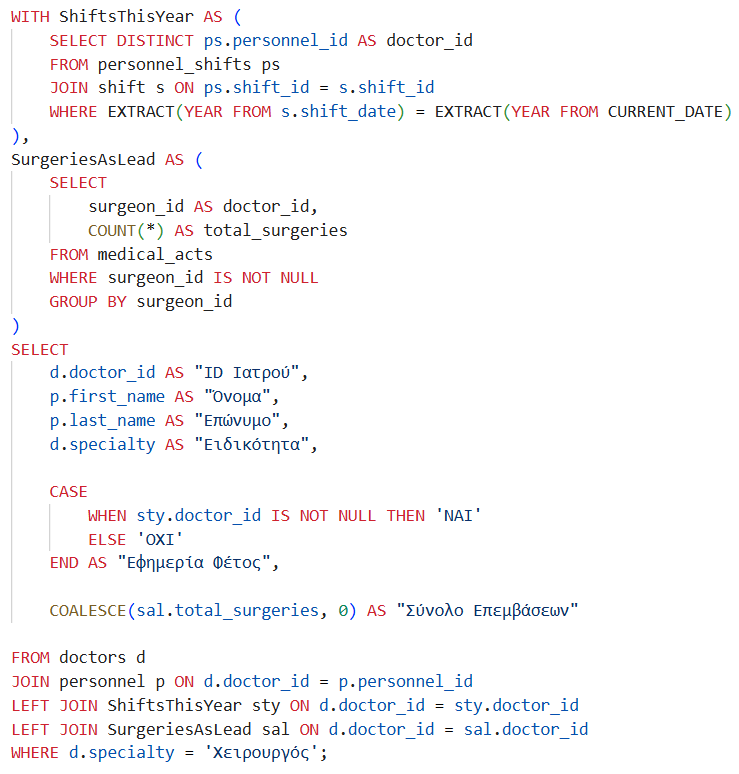 WITH ShiftsThisYear AS (
    SELECT DISTINCT ps.personnel_id AS doctor_id
    FROM personnel_shifts ps
    JOIN shift s ON ps.shift_id = s.shift_id
    WHERE EXTRACT(YEAR FROM s.shift_date) = EXTRACT(YEAR FROM CURRENT_DATE)
),
SurgeriesAsLead AS (
    SELECT
        surgeon_id AS doctor_id,
        COUNT(*) AS total_surgeries
    FROM medical_acts
    WHERE surgeon_id IS NOT NULL
    GROUP BY surgeon_id
)
SELECT
    d.doctor_id AS "ID Ιατρού",
    p.first_name AS "Όνομα",
    p.last_name AS "Επώνυμο",
    d.specialty AS "Ειδικότητα",

    CASE
        WHEN sty.doctor_id IS NOT NULL THEN 'ΝΑΙ'
        ELSE 'ΟΧΙ'
    END AS "Εφημερία Φέτος",

    COALESCE(sal.total_surgeries, 0) AS "Σύνολο Επεμβάσεων"

FROM doctors d
JOIN personnel p ON d.doctor_id = p.personnel_id
LEFT JOIN ShiftsThisYear sty ON d.doctor_id = sty.doctor_id
LEFT JOIN SurgeriesAsLead sal ON d.doctor_id = sal.doctor_id
WHERE d.specialty = 'Χειρουργός';